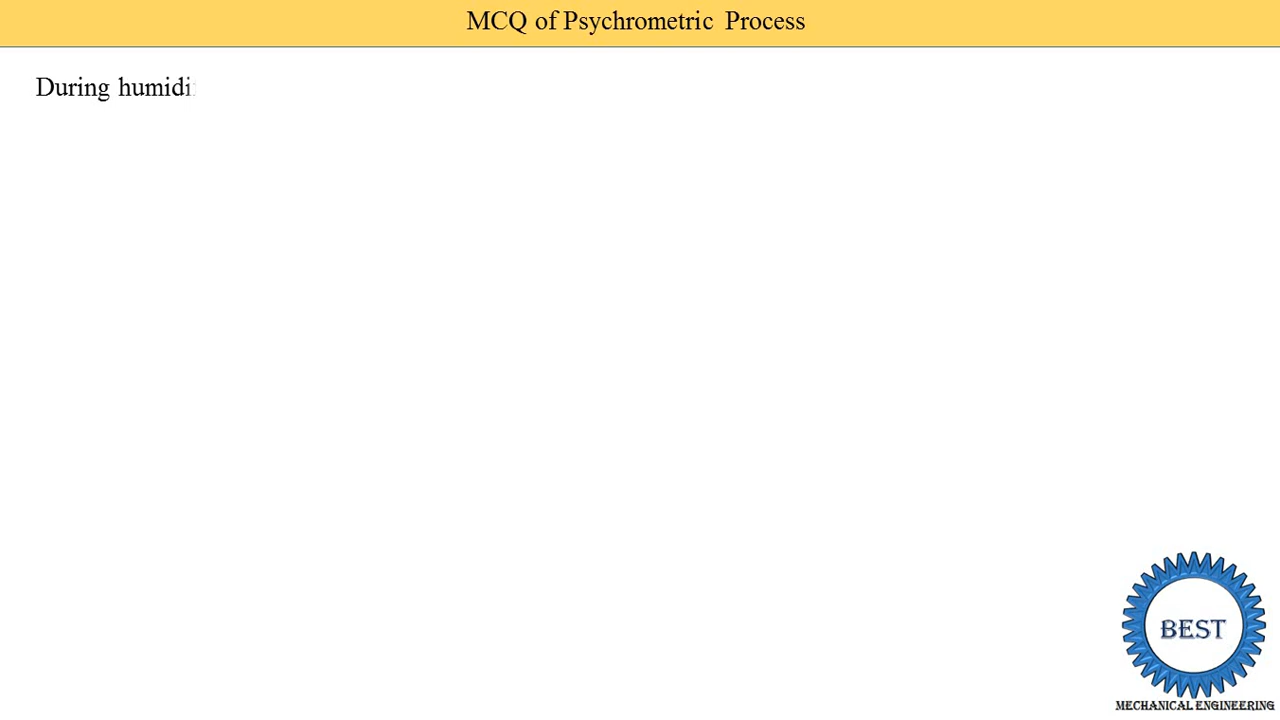 MCQ of Psychrometric Process
During humidi
BEST
MECHANICAL ENGINEERING